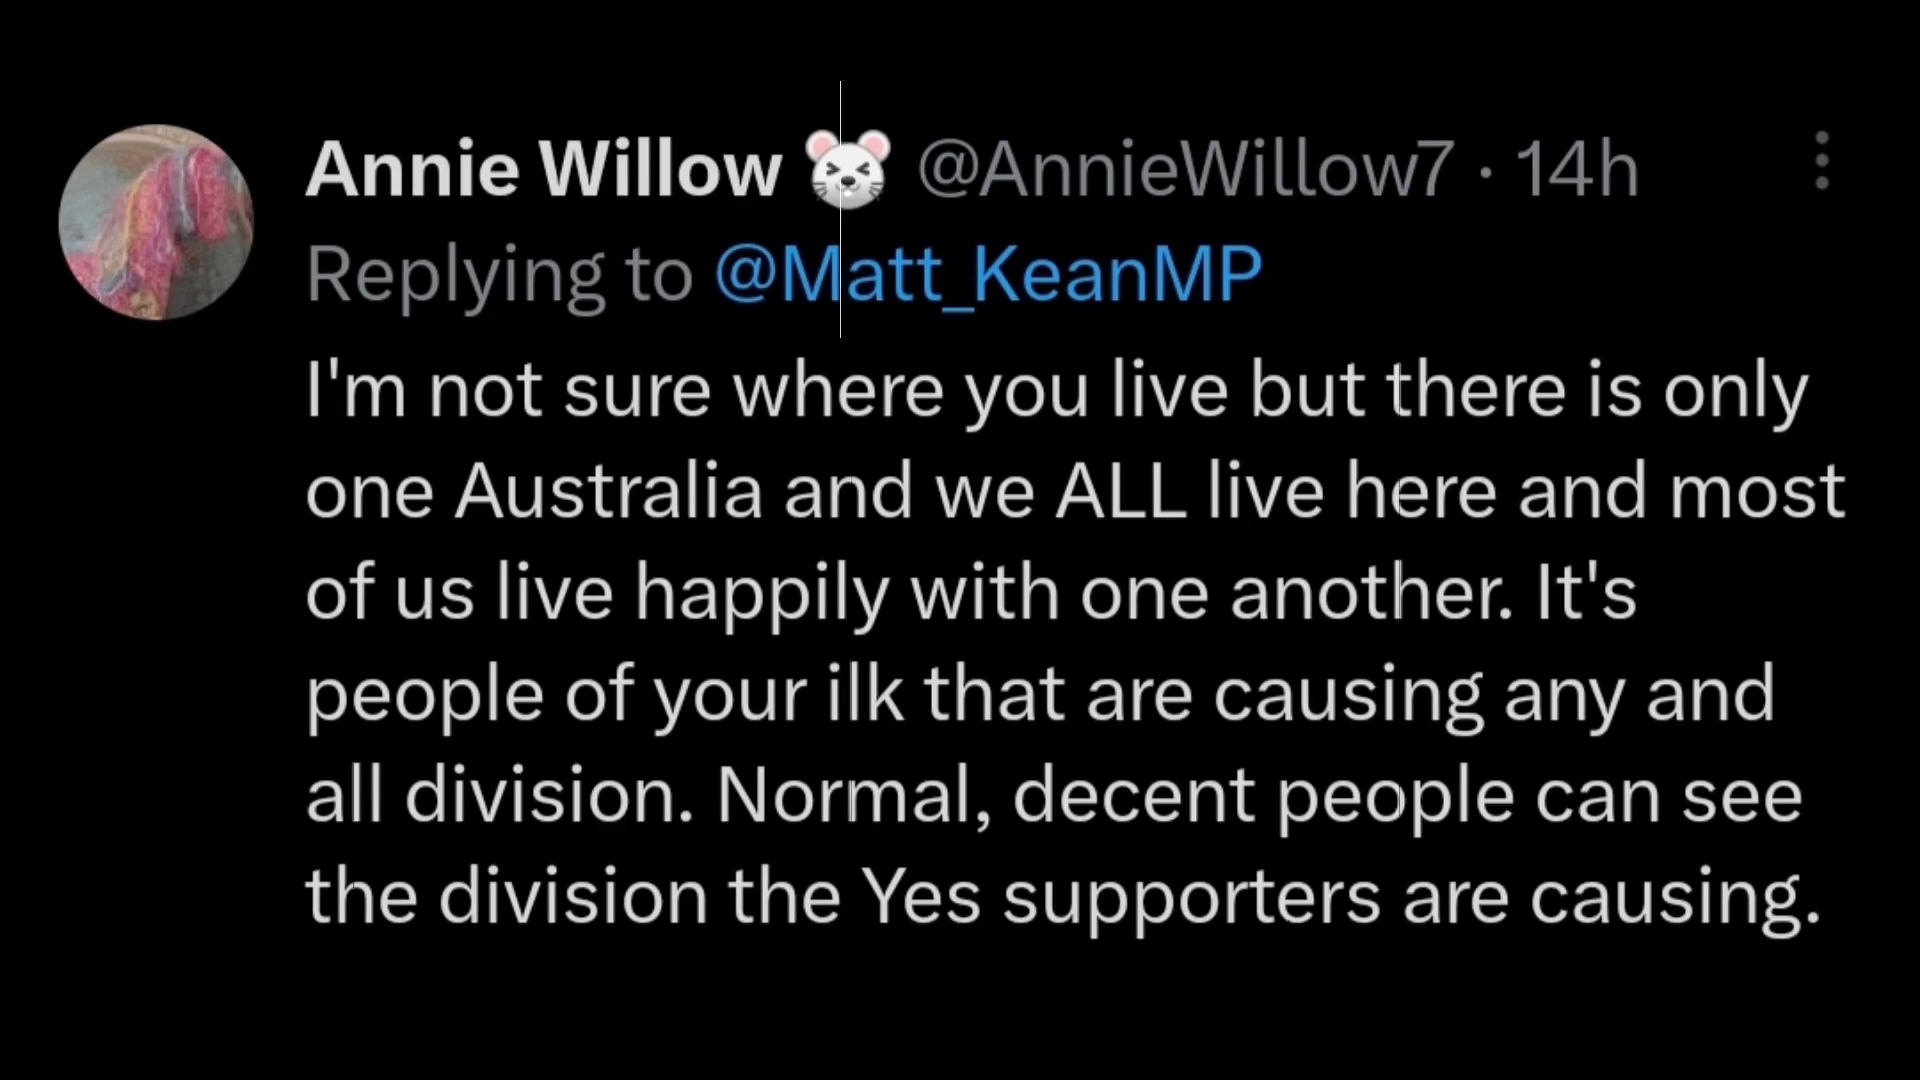 Annie Willow 🐭 @AnnieWillow7 · 14h
Replying to @Matt_KeanMP
I'm not sure where you live but there is only
one Australia and we ALL live here and most
of us live happily with one another. It's
people of your ilk that are causing any and
all division. Normal, decent people can see
the division the Yes supporters are causing.